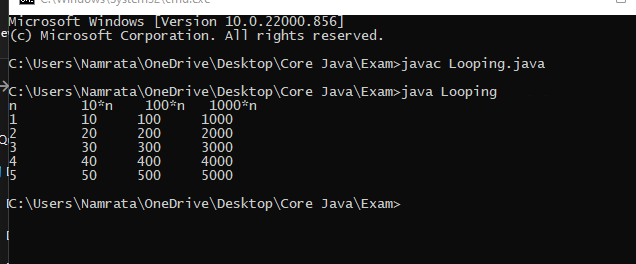 C:\Windows\System32\cmd.exe
Microsoft Windows [Version 10.0.22000.856]
(c) Microsoft Corporation. All rights reserved.
C:\Users\Namrata\OneDrive\Desktop\Core Java\Exam>javac Looping.java
C:\Users\Namrata\OneDrive\Desktop\Core Java\Exam>java Looping
n 10*n 100*n 1000*n
1 10 100 1000
2 20 200 2000
3 30 300 3000
4 40 400 4000
5 50 500 5000
C:\Users\Namrata\OneDrive\Desktop\Core Java\Exam>